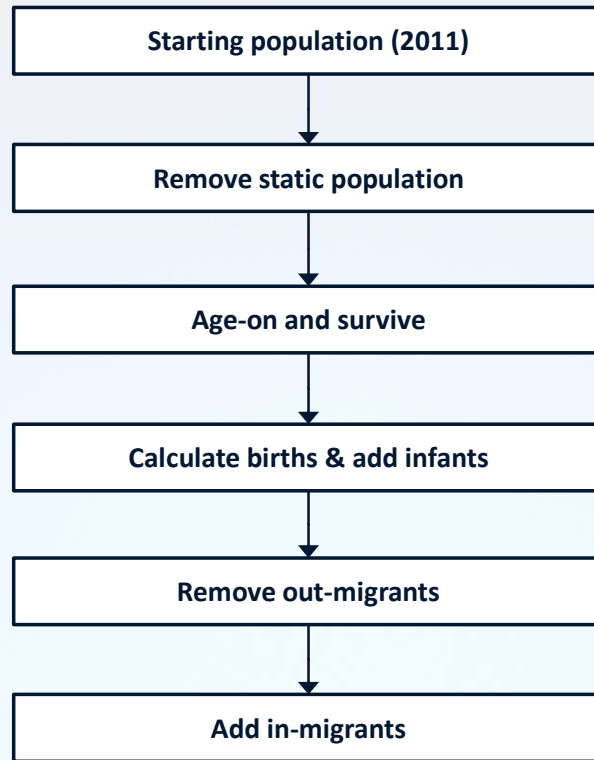 Starting population (2011)
Remove static population
Age-on and survive
Calculate births & add infants
Remove out-migrants
Add in-migrants